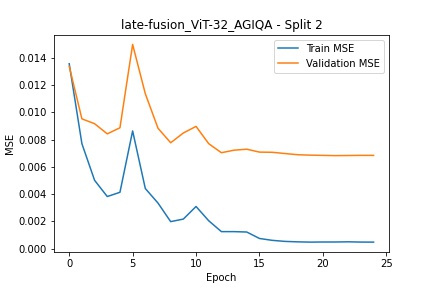 late-fusion_ViT-32_AGIQA - Split 2
Train MSE
Validation MSE
0.014
0.012
0.010
0.008
0.006
0.004
0.002
0.000
MSE
0 5 10 15 20 25
Epoch